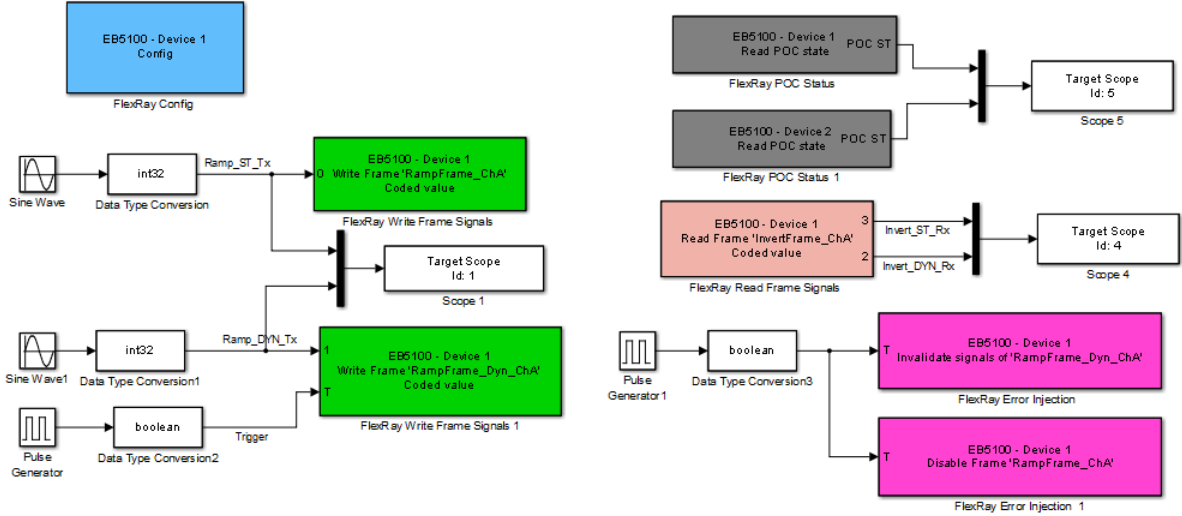 EB5100 - Device 1
Config
FlexRay Config
Sine Wave
int32
Data Type Conversion
Ramp_ST_Tx
0
EB5100 - Device 1
Write Frame'RampFrame_ChA'
Coded value
FlexRay Write Frame Signals
Target Scope
Id: 1
Scope 1
Sine Wave1
int32
Data Type Conversion1
Ramp_DYN_Tx
1
T
EB5100 - Device 1
Write Frame'RampFrame_Dyn_ChA'
Coded value
FlexRay Write Frame Signals 1
Pulse
Generator
boolean
Data Type Conversion2
Trigger
EB5100 - Device 1
Read POC state
POC ST
FlexRay POC Status
EB5100 - Device 2
Read POC state
POC ST
FlexRay POC Status 1
Target Scope
Id: 5
Scope 5
EB5100 - Device 1
Read Frame 'InvertFrame_ChA'
Coded value
3
2
FlexRay Read Frame Signals
Invert_ST_Rx
Invert_DYN_Rx
Target Scope
Id: 4
Scope 4
Pulse
Generator1
boolean
Data Type Conversion3
T
EB5100 - Device 1
Invalidate signals of 'RampFrame_Dyn_ChA'
FlexRay Error Injection
T
EB5100 - Device 1
Disable Frame 'RampFrame_ChA'
FlexRay Error Injection 1